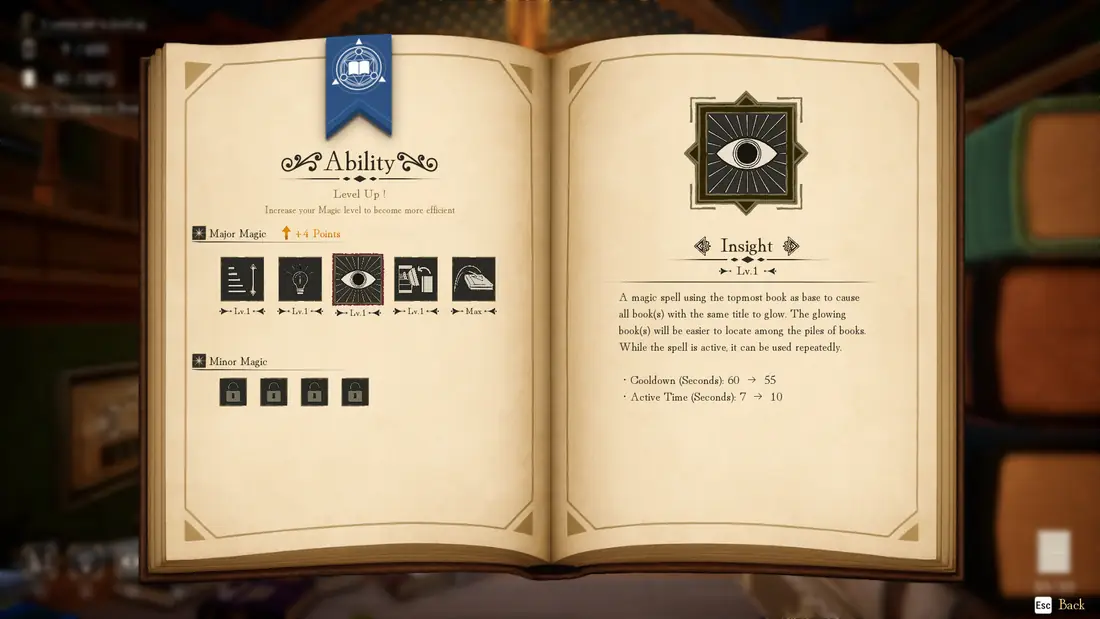 Ability
Level Up !
Increase your Magic level to become more efficient
Major Magic +4 Points
Lv.1 Lv.1 Lv.1 Lv.1 Max
Minor Magic
Insight
Lv.1
A magic spell using the topmost book as base to cause
all book(s) with the same title to glow. The glowing
book(s) will be easier to locate among the piles of books.
While the spell is active, it can be used repeatedly.
· Cooldown (Seconds): 60 → 55
· Active Time (Seconds): 7 → 10
Esc Back